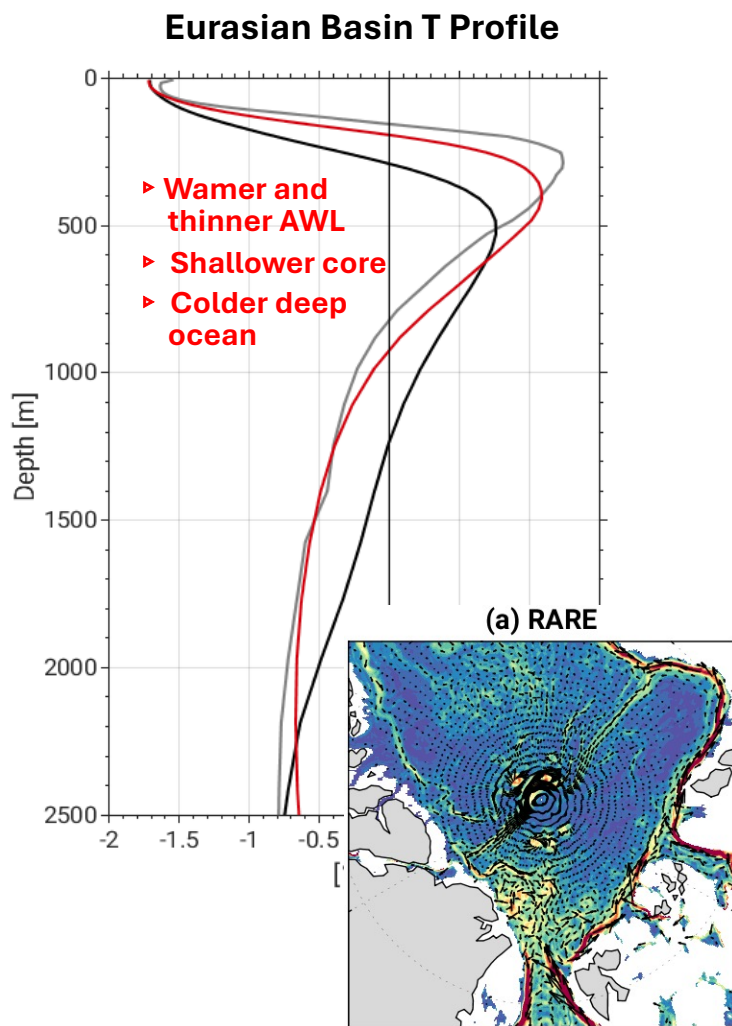 Eurasian Basin T Profile
0
500
1000
1500
2000
2500
Depth [m]
Wamer and
thinner AWL
Shallower core
Colder deep
ocean
-2
-1.5
-1
-0.5
[
(a) RARE